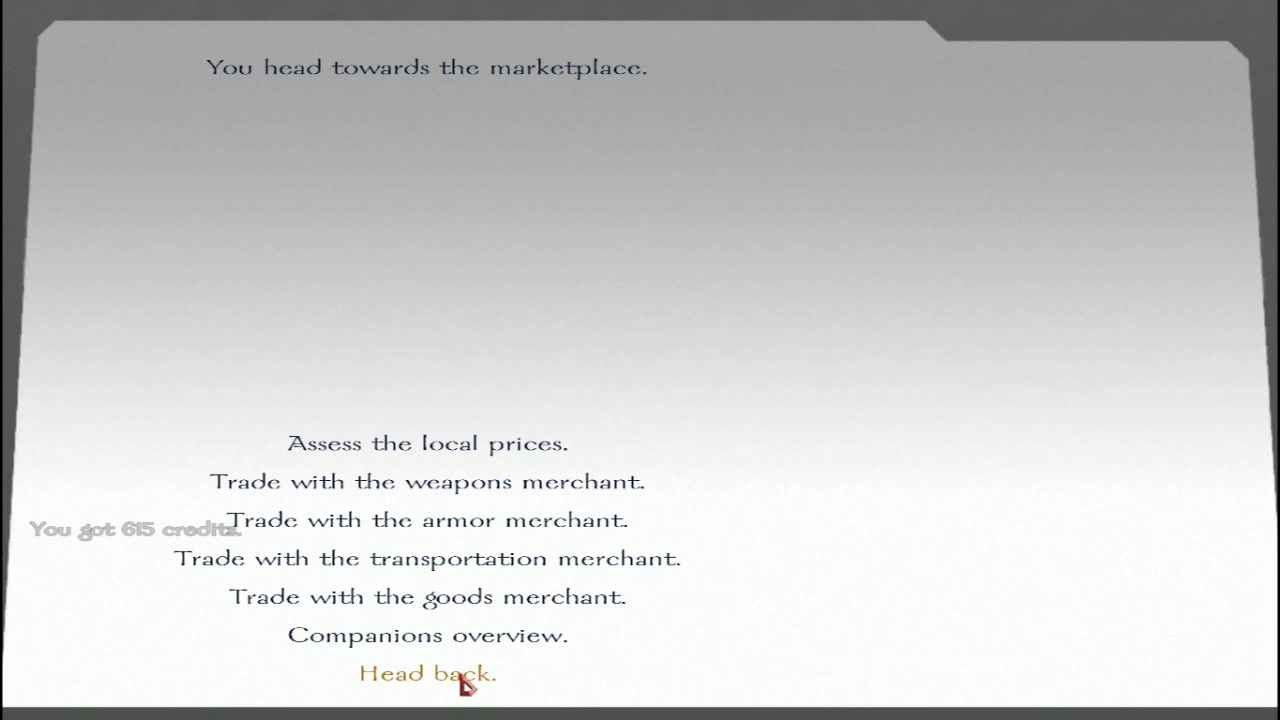 You head towards the marketplace.
Assess the local prices.
Trade with the weapons merchant.
Trade with the armor merchant.
You got 615 credits.
Trade with the transportation merchant.
Trade with the goods merchant.
Companions overview.
Head back.